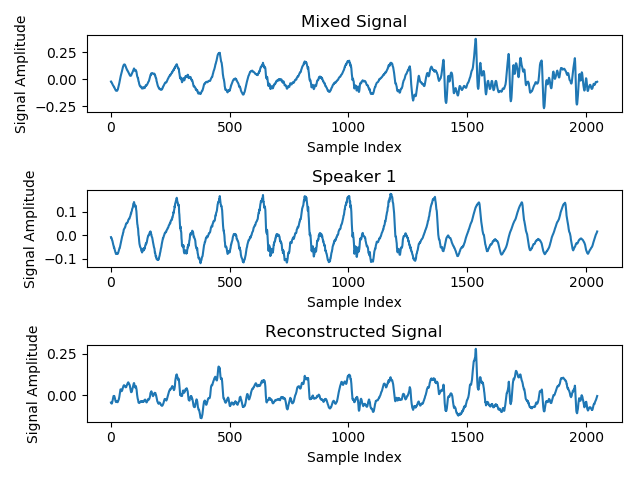 Mixed Signal
Signal Amplitude
0.25
0.00
−0.25
0
500
1000
1500
2000
Sample Index
Speaker 1
Signal Amplitude
0.1
0.0
−0.1
0
500
1000
1500
2000
Sample Index
Reconstructed Signal
Signal Amplitude
0.25
0.00
0
500
1000
1500
2000
Sample Index